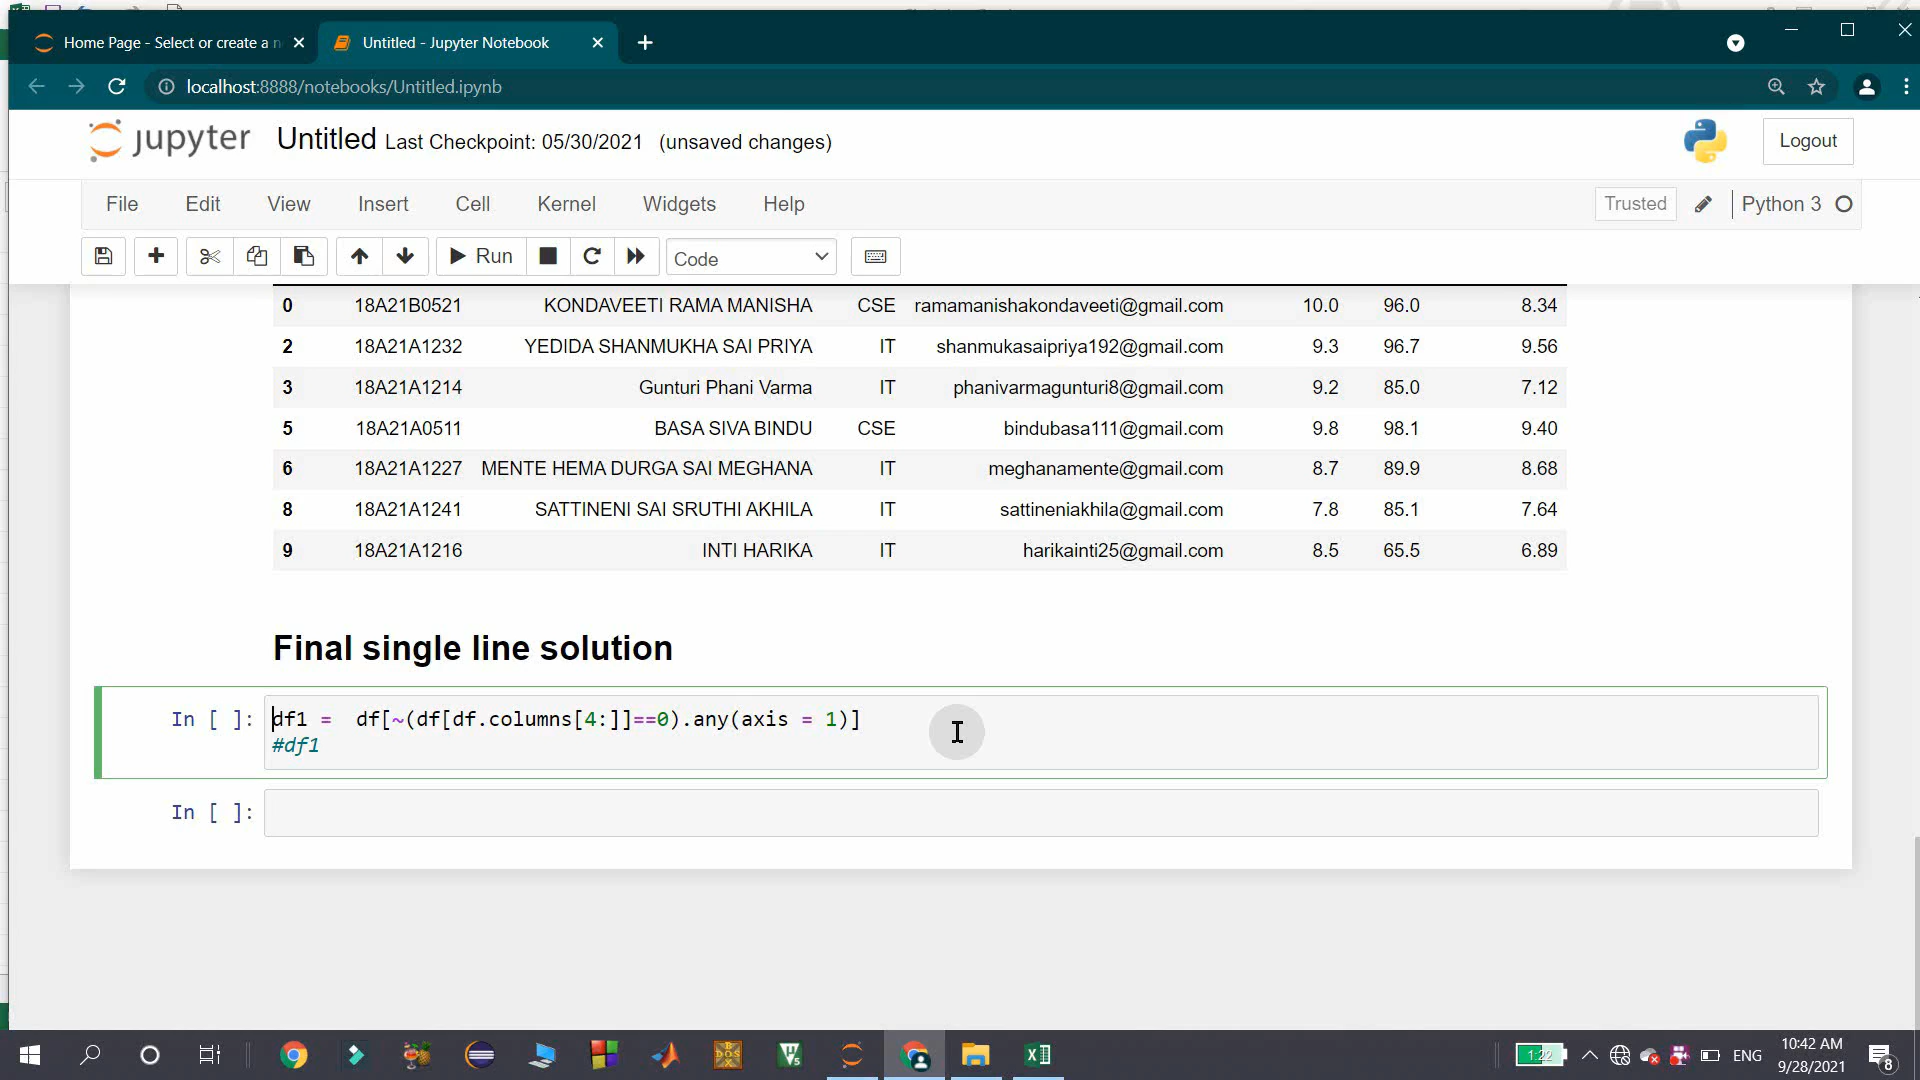 Home Page - Select or create a n
Untitled - Jupyter Notebook
localhost:8888/notebooks/Untitled.ipynb
jupyter Untitled Last Checkpoint: 05/30/2021 (unsaved changes)
Logout
File Edit View Insert Cell Kernel Widgets Help
Trusted Python 3
Run Code
0 18A21B0521 KONDAVEETI RAMA MANISHA CSE ramamanishakondaveeti@gmail.com 10.0 96.0 8.34
2 18A21A1232 YEDIDA SHANMUKHA SAI PRIYA IT shanmukasaipriya192@gmail.com 9.3 96.7 9.56
3 18A21A1214 Gunturi Phani Varma IT phanivarmagunturi8@gmail.com 9.2 85.0 7.12
5 18A21A0511 BASA SIVA BINDU CSE bindubasa111@gmail.com 9.8 98.1 9.40
6 18A21A1227 MENTE HEMA DURGA SAI MEGHANA IT meghanamente@gmail.com 8.7 89.9 8.68
8 18A21A1241 SATTINENI SAI SRUTHI AKHILA IT sattineniakhila@gmail.com 7.8 85.1 7.64
9 18A21A1216 INTI HARIKA IT harikainti25@gmail.com 8.5 65.5 6.89
Final single line solution
In [ ]: df1 =  df[~(df[df.columns[4:]]==0).any(axis = 1)]
#df1
In [ ]:
1:22 ENG 10:42 AM
9/28/2021 8